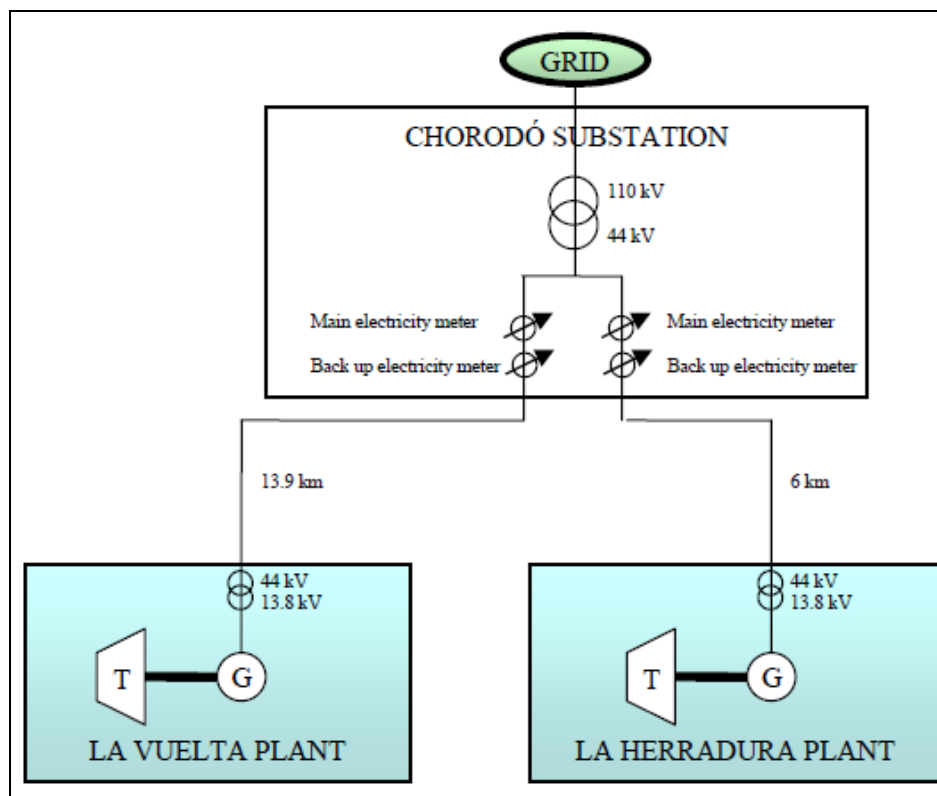 GRID
CHORODÓ SUBSTATION
110 kV
44 kV
Main electricity meter
Main electricity meter
Back up electricity meter
Back up electricity meter
13.9 km
6 km
44 kV
13.8 kV
44 kV
13.8 kV
T
G
T
G
LA VUELTA PLANT
LA HERRADURA PLANT